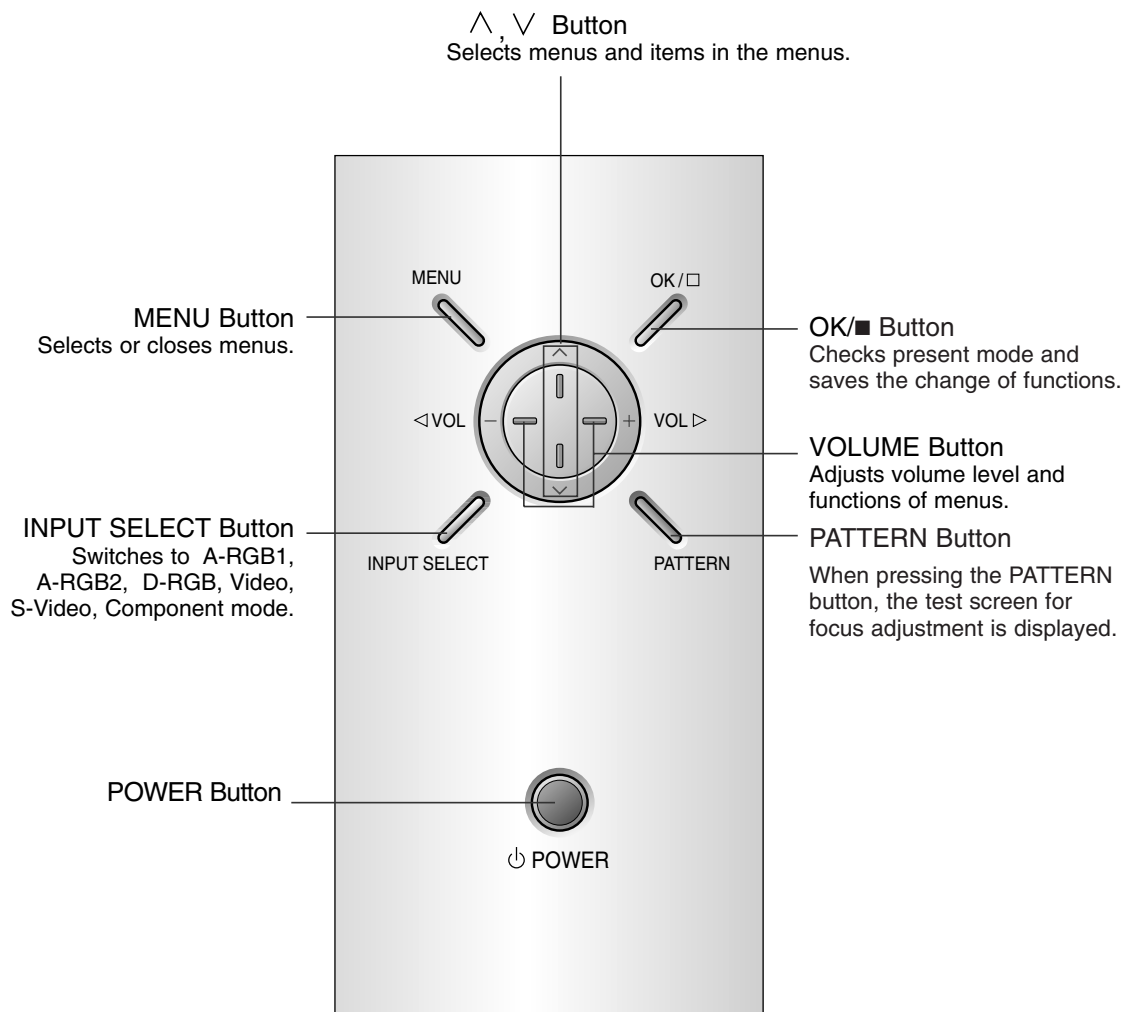 ∧, ∨ Button
Selects menus and items in the menus.
MENU
OK/□
MENU Button
Selects or closes menus.
OK/■ Button
Checks present mode and
saves the change of functions.
◁ VOL
-
+
VOL ▷
VOLUME Button
Adjusts volume level and
functions of menus.
INPUT SELECT Button
Switches to A-RGB1,
A-RGB2, D-RGB, Video,
S-Video, Component mode.
INPUT SELECT
PATTERN
PATTERN Button
When pressing the PATTERN
button, the test screen for
focus adjustment is displayed.
POWER Button
⏻ POWER